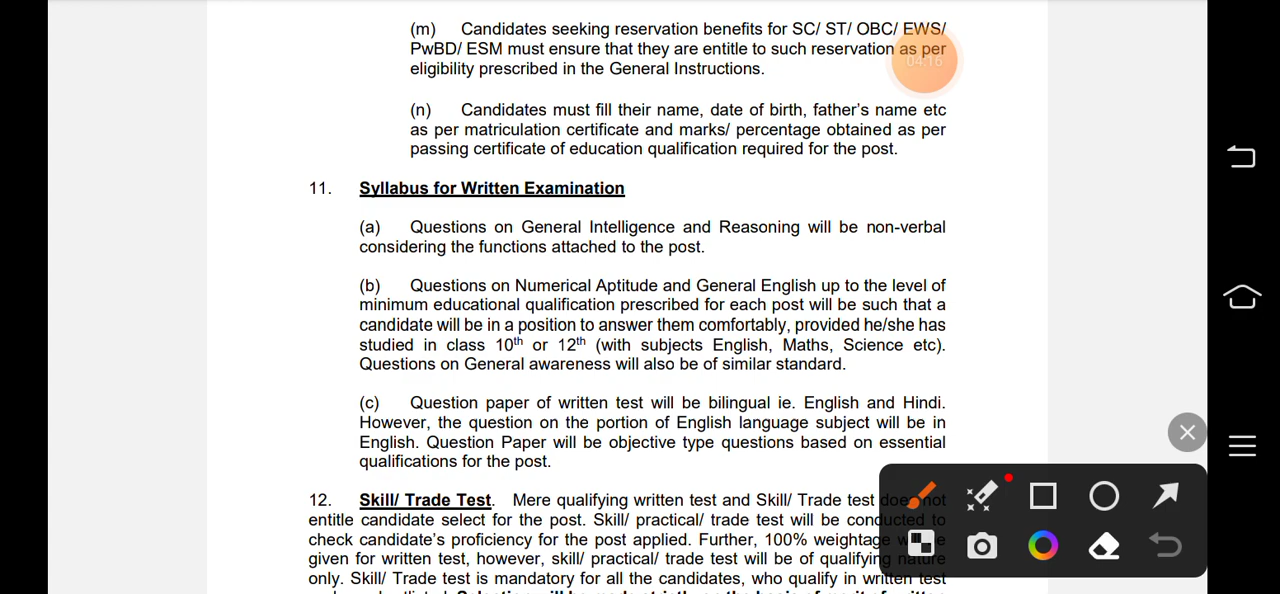 (m) Candidates seeking reservation benefits for SC/ ST/ OBC/ EWS/
PwBD/ ESM must ensure that they are entitle to such reservation as per
eligibility prescribed in the General Instructions.
04:16
(n) Candidates must fill their name, date of birth, father's name etc
as per matriculation certificate and marks/ percentage obtained as per
passing certificate of education qualification required for the post.
11. Syllabus for Written Examination
(a) Questions on General Intelligence and Reasoning will be non-verbal
considering the functions attached to the post.
(b) Questions on Numerical Aptitude and General English up to the level of
minimum educational qualification prescribed for each post will be such that a
candidate will be in a position to answer them comfortably, provided he/she has
studied in class 10th or 12th (with subjects English, Maths, Science etc).
Questions on General awareness will also be of similar standard.
(c) Question paper of written test will be bilingual ie. English and Hindi.
However, the question on the portion of English language subject will be in
English. Question Paper will be objective type questions based on essential
qualifications for the post.
12. Skill/ Trade Test. Mere qualifying written test and Skill/ Trade test does not
entitle candidate select for the post. Skill/ practical/ trade test will be conducted to
check candidate's proficiency for the post applied. Further, 100% weightage
given for written test, however, skill/ practical/ trade test will be of qualifying nature
only. Skill/ Trade test is mandatory for all the candidates, who qualify in written test